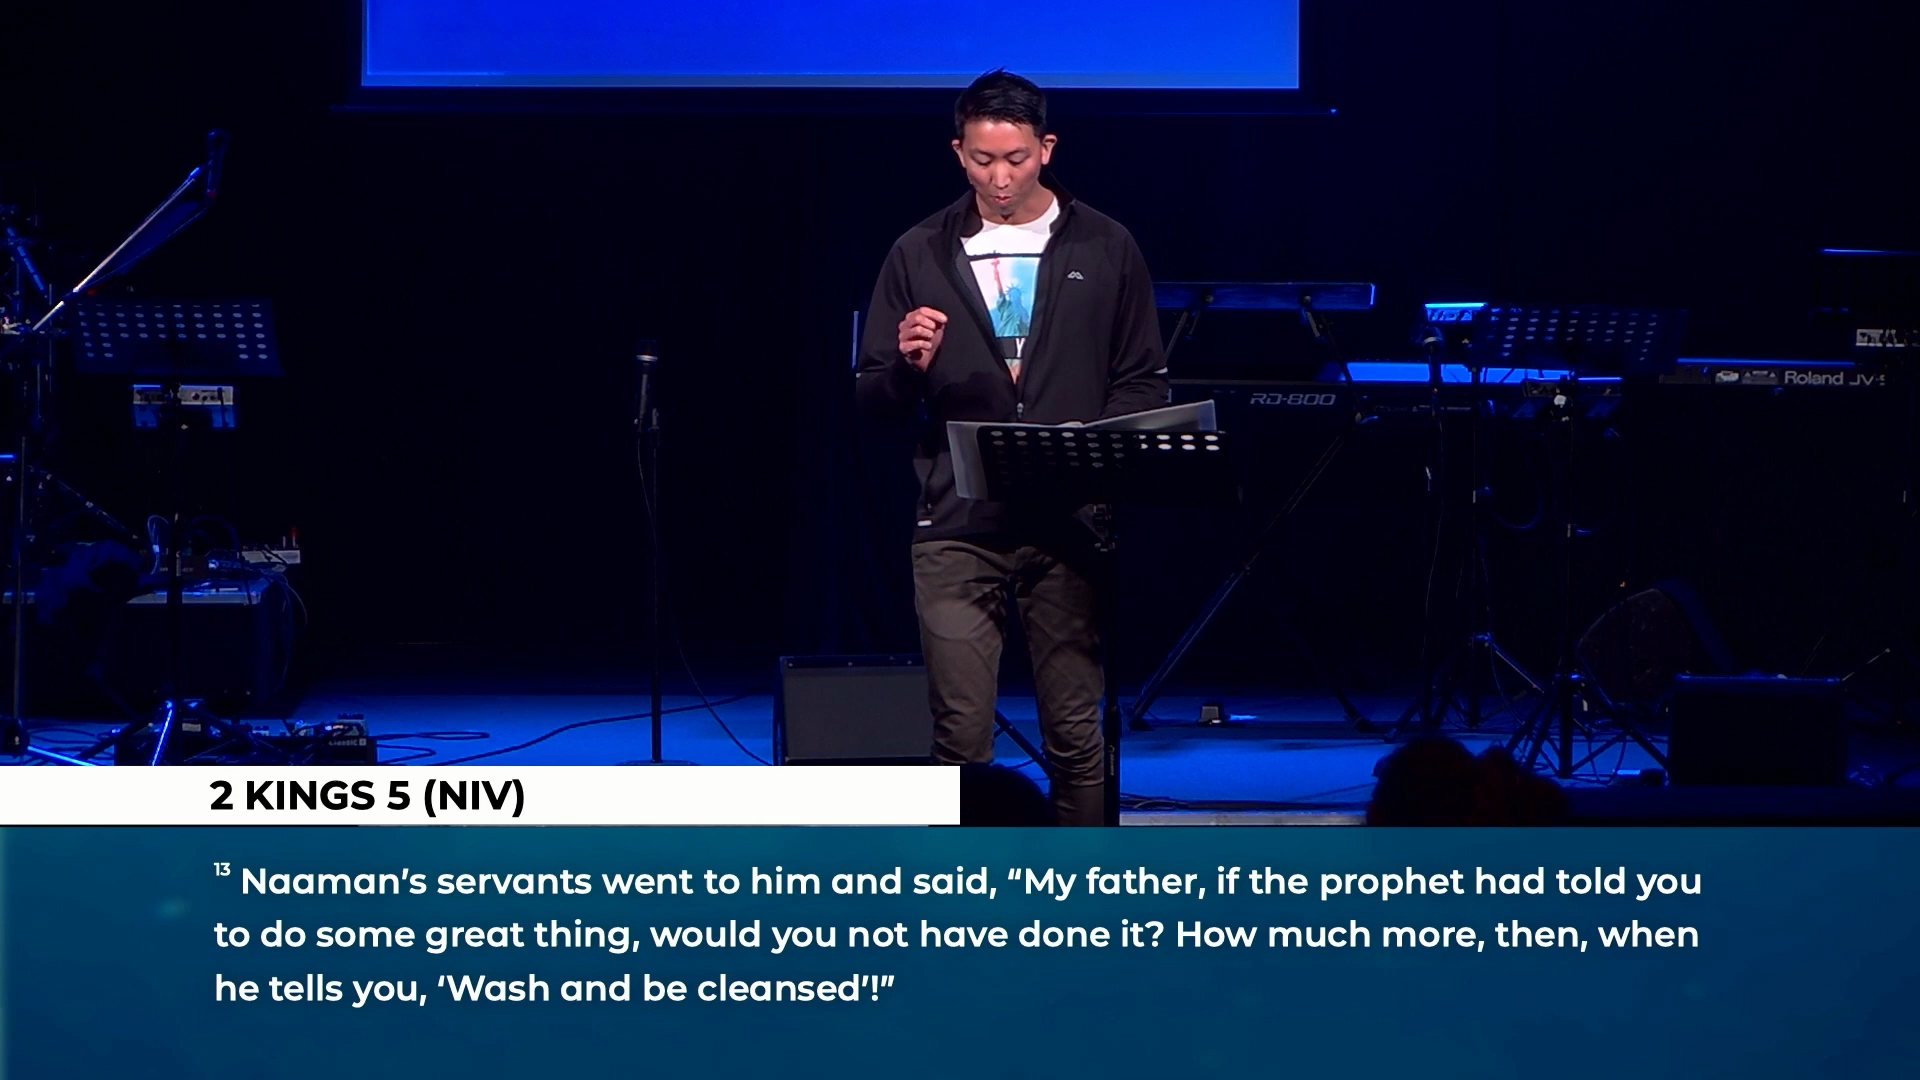 RD-800
Roland JV-
Y
2 KINGS 5 (NIV)
13 Naaman’s servants went to him and said, “My father, if the prophet had told you
to do some great thing, would you not have done it? How much more, then, when
he tells you, ‘Wash and be cleansed’!”